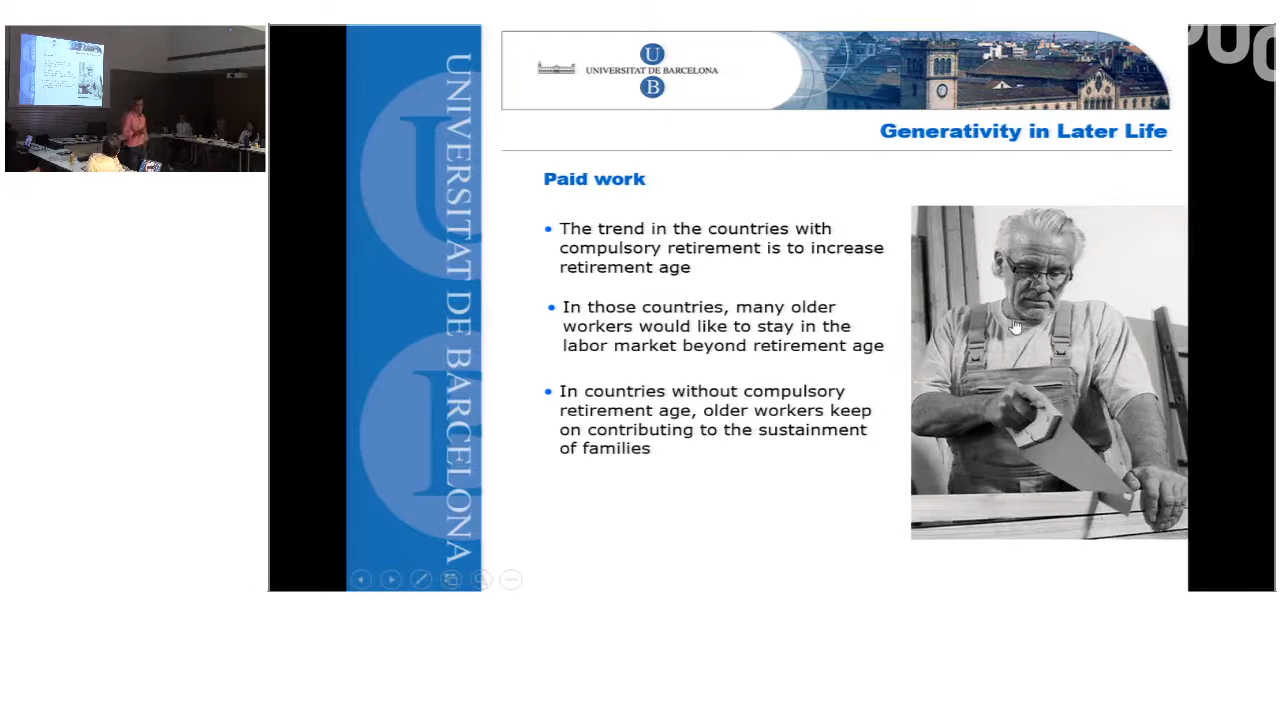 UNIVERSITAT DE BARCELONA
U
UNIVERSITAT DE BARCELONA
B
Generativity in Later Life
Paid work
• The trend in the countries with
compulsory retirement is to increase
retirement age
• In those countries, many older
workers would like to stay in the
labor market beyond retirement age
• In countries without compulsory
retirement age, older workers keep
on contributing to the sustainment
of families